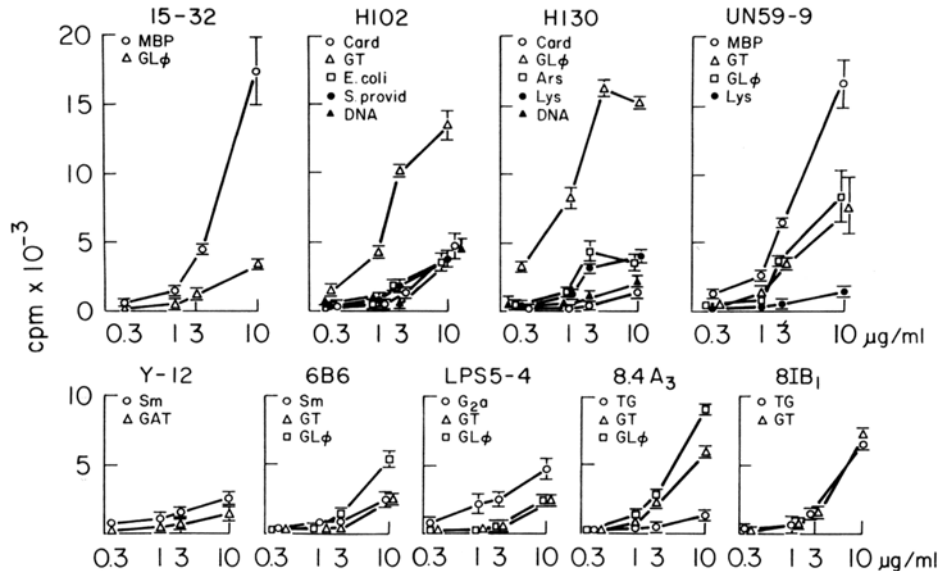 15-32 H102 H130 UN59-9
20
15
10
5
0
cpm x 10⁻³
○ MBP
△ GLϕ
○ Card
△ GT
□ E. coli
● S. provid
▲ DNA
○ Card
△ GLϕ
□ Ars
● Lys
▲ DNA
○ MBP
△ GT
□ GLϕ
● Lys
0.3 1 3 10 0.3 1 3 10 0.3 1 3 10 0.3 1 3 10 μg/ml
Y-12 6B6 LPS5-4 8.4A₃ 8IB₁
10
5
○ Sm
△ GAT
○ Sm
△ GT
□ GLϕ
○ G₂a
△ GT
□ GLϕ
○ TG
△ GT
□ GLϕ
○ TG
△ GT
0.3 1 3 10 0.3 1 3 10 0.3 1 3 10 0.3 1 3 10 0.3 1 3 10 μg/ml